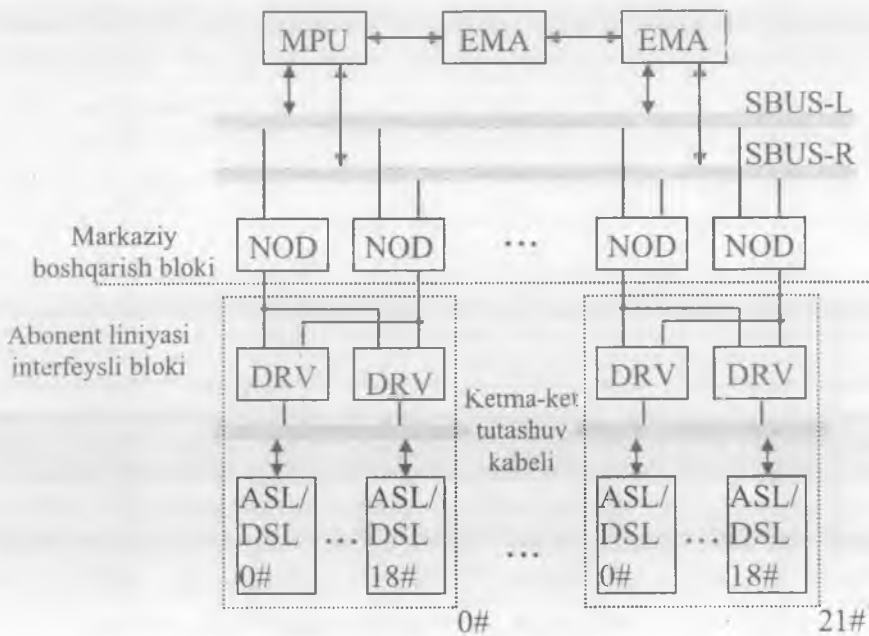 MPU EMA EMA
SBUS-L
SBUS-R
Markaziy
boshqarish bloki
NOD NOD ... NOD NOD
Abonent liniyasi
interfeysli bloki
DRV DRV DRV DRV
Ketma-ket
tutashuv
kabeli
ASL/ ASL/ ASL/ ASL/
DSL ... DSL ... DSL ... DSL
0# 18# 0# 18#
0# 21#